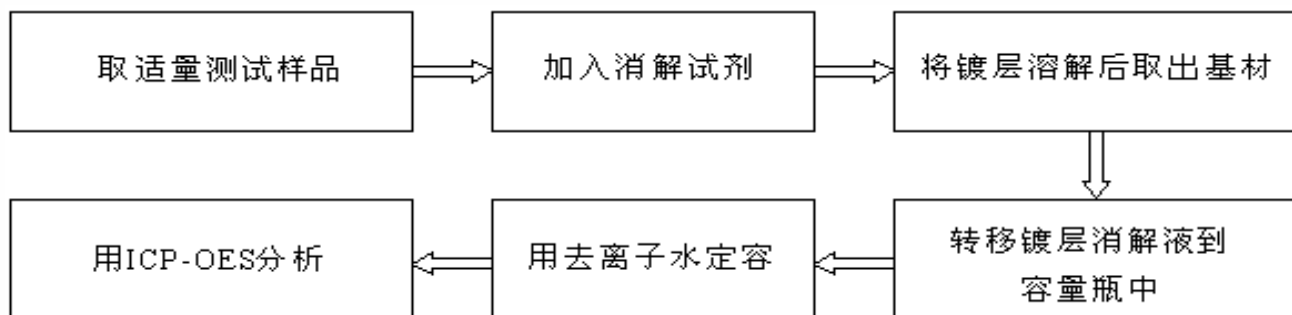 取适量测试样品
加入消解试剂
将镀层溶解后取出基材
转移镀层消解液到
容量瓶中
用去离子水定容
用ICP-OES分析